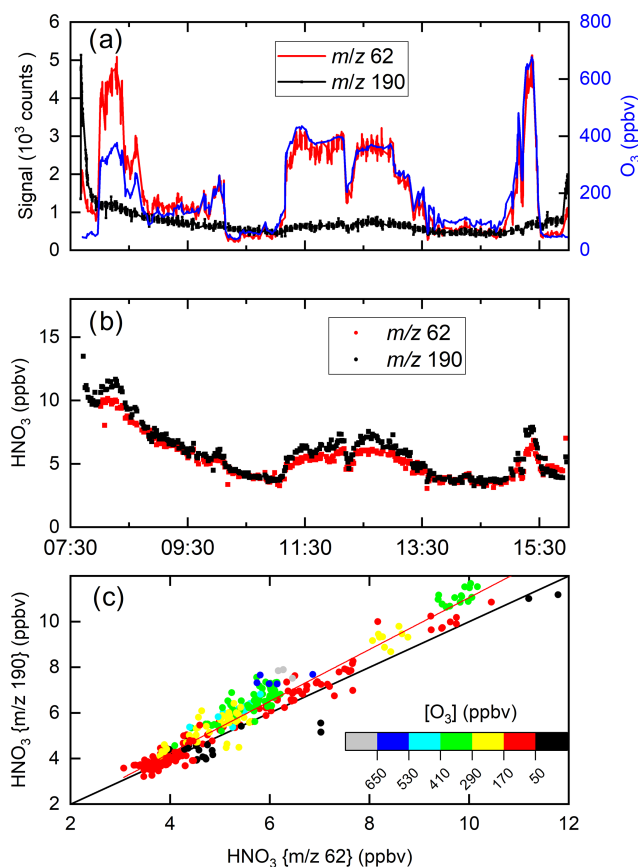 (a)
m/z 62
m/z 190
Signal (10³ counts)
6
5
4
3
2
1
0
800
600
400
200
0
O₃ (ppbv)
(b)
m/z 62
m/z 190
HNO₃ (ppbv)
15
10
5
0
07:30 09:30 11:30 13:30 15:30
(c)
HNO₃ {m/z 190} (ppbv)
10
8
6
4
2
[O₃] (ppbv)
650 530 410 290 170 50
2 4 6 8 10 12
HNO₃ {m/z 62} (ppbv)